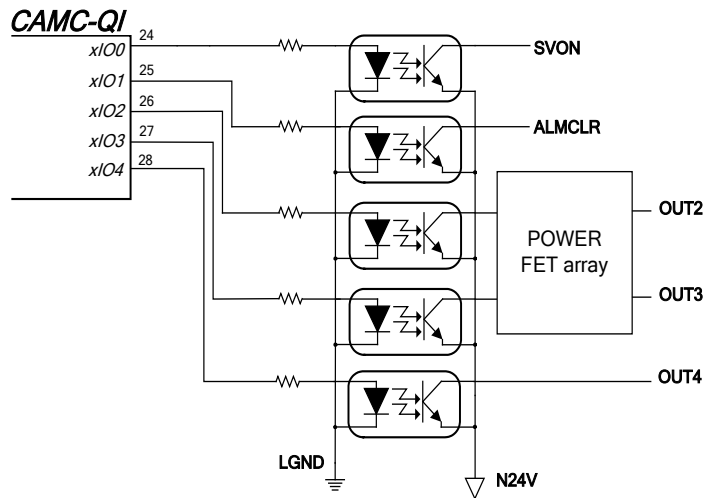 CAMC-QI
xIO0 24
xIO1 25
xIO2 26
xIO3 27
xIO4 28
SVON
ALMCLR
POWER
FET array
OUT2
OUT3
OUT4
LGND
N24V